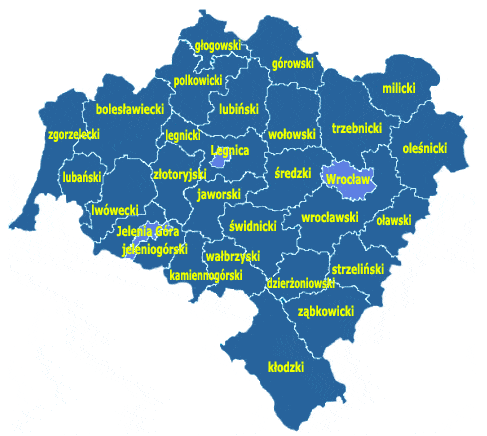 głogowski
górowski
polkowicki
milicki
bolesławiecki
lubiński
trzebnicki
zgorzelecki
legnicki
wołowski
oleśnicki
Legnica
lubański
złotoryjski
średzki
Wrocław
jaworski
lwówecki
wrocławski
oławski
świdnicki
Jelenia Góra
jeleniogórski
wałbrzyski
kamiennogórski
strzeliński
dzierżoniowski
ząbkowicki
kłodzki